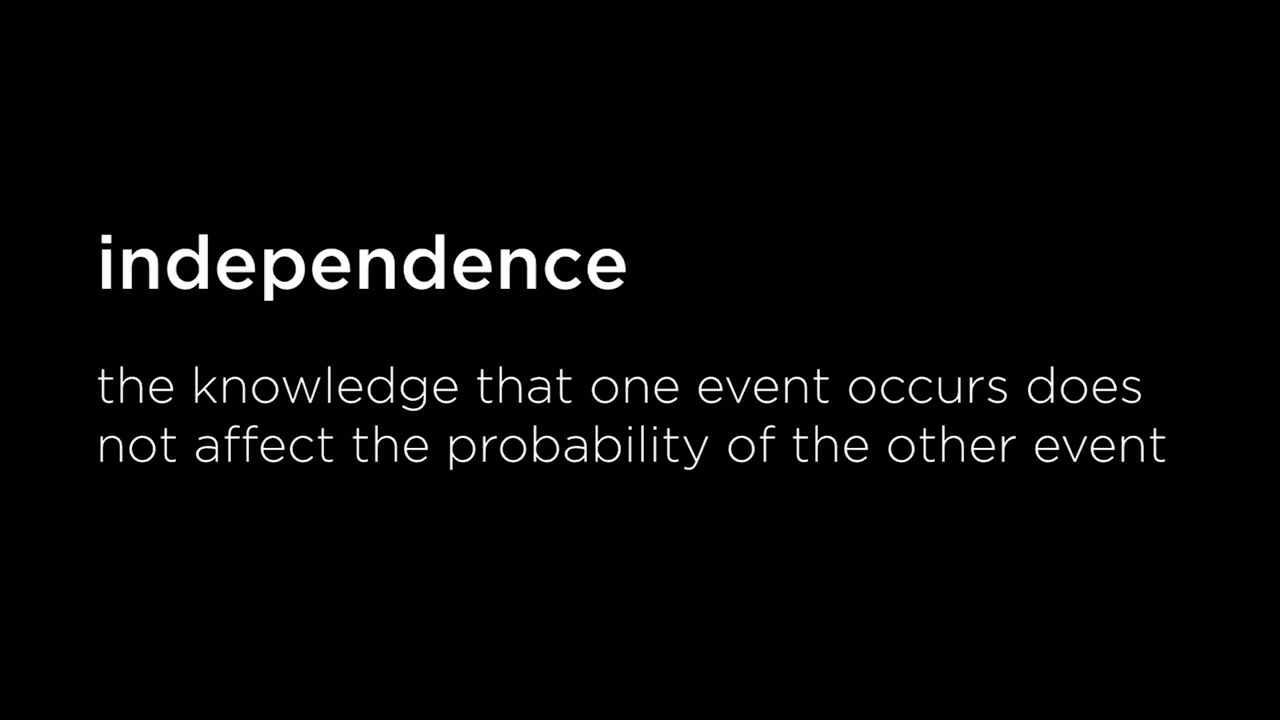 independence
the knowledge that one event occurs does
not affect the probability of the other event